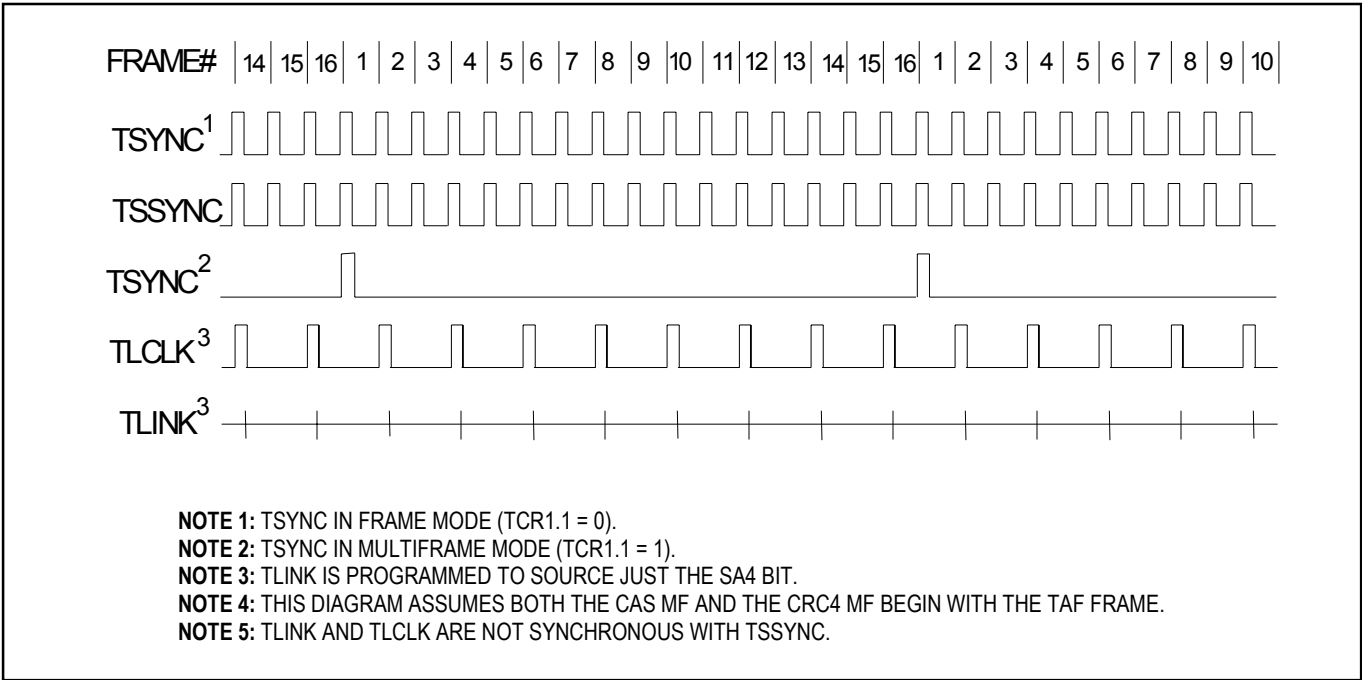 FRAME# 14 15 16 1 2 3 4 5 6 7 8 9 10 11 12 13 14 15 16 1 2 3 4 5 6 7 8 9 10
TSYNC1
TSSYNC
TSYNC2
TLCLK3
TLINK3
NOTE 1: TSYNC IN FRAME MODE (TCR1.1 = 0).
NOTE 2: TSYNC IN MULTIFRAME MODE (TCR1.1 = 1).
NOTE 3: TLINK IS PROGRAMMED TO SOURCE JUST THE SA4 BIT.
NOTE 4: THIS DIAGRAM ASSUMES BOTH THE CAS MF AND THE CRC4 MF BEGIN WITH THE TAF FRAME.
NOTE 5: TLINK AND TLCLK ARE NOT SYNCHRONOUS WITH TSSYNC.